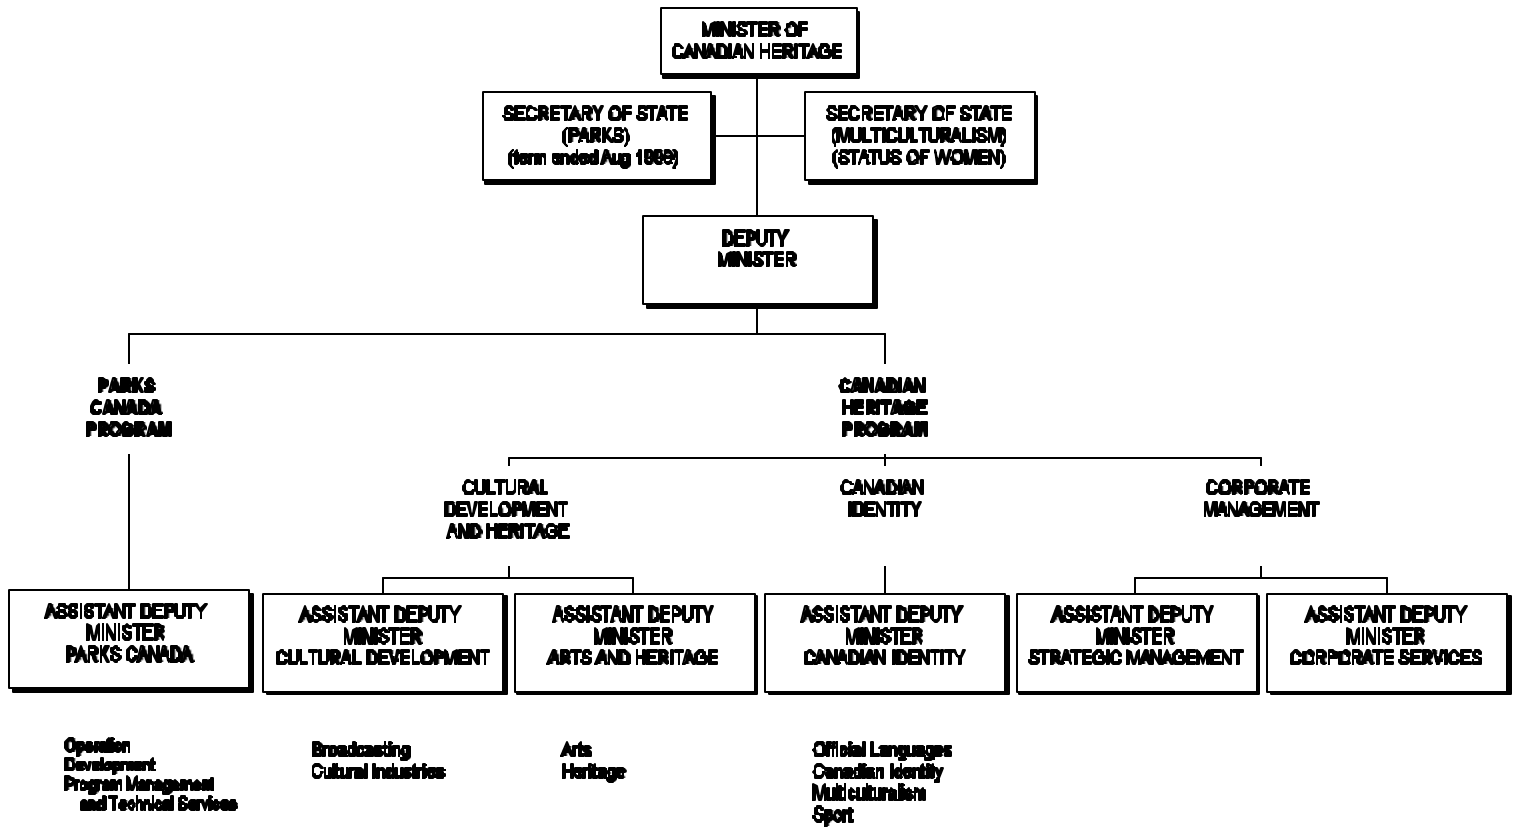 MINISTER OF
CANADIAN HERITAGE
SECRETARY OF STATE
(PARKS)
(term ended Aug 1999)
SECRETARY OF STATE
(MULTICULTURALISM)
(STATUS OF WOMEN)
DEPUTY
MINISTER
PARKS
CANADA
PROGRAM
CANADIAN
HERITAGE
PROGRAM
CULTURAL
DEVELOPMENT
AND HERITAGE
CANADIAN
IDENTITY
CORPORATE
MANAGEMENT
ASSISTANT DEPUTY
MINISTER
PARKS CANADA
ASSISTANT DEPUTY
MINISTER
CULTURAL DEVELOPMENT
ASSISTANT DEPUTY
MINISTER
ARTS AND HERITAGE
ASSISTANT DEPUTY
MINISTER
CANADIAN IDENTITY
ASSISTANT DEPUTY
MINISTER
STRATEGIC MANAGEMENT
ASSISTANT DEPUTY
MINISTER
CORPORATE SERVICES
Operation
Development
Program Management
and Technical Services
Broadcasting
Cultural Industries
Arts
Heritage
Official Languages
Canadian Identity
Multiculturalism
Sport